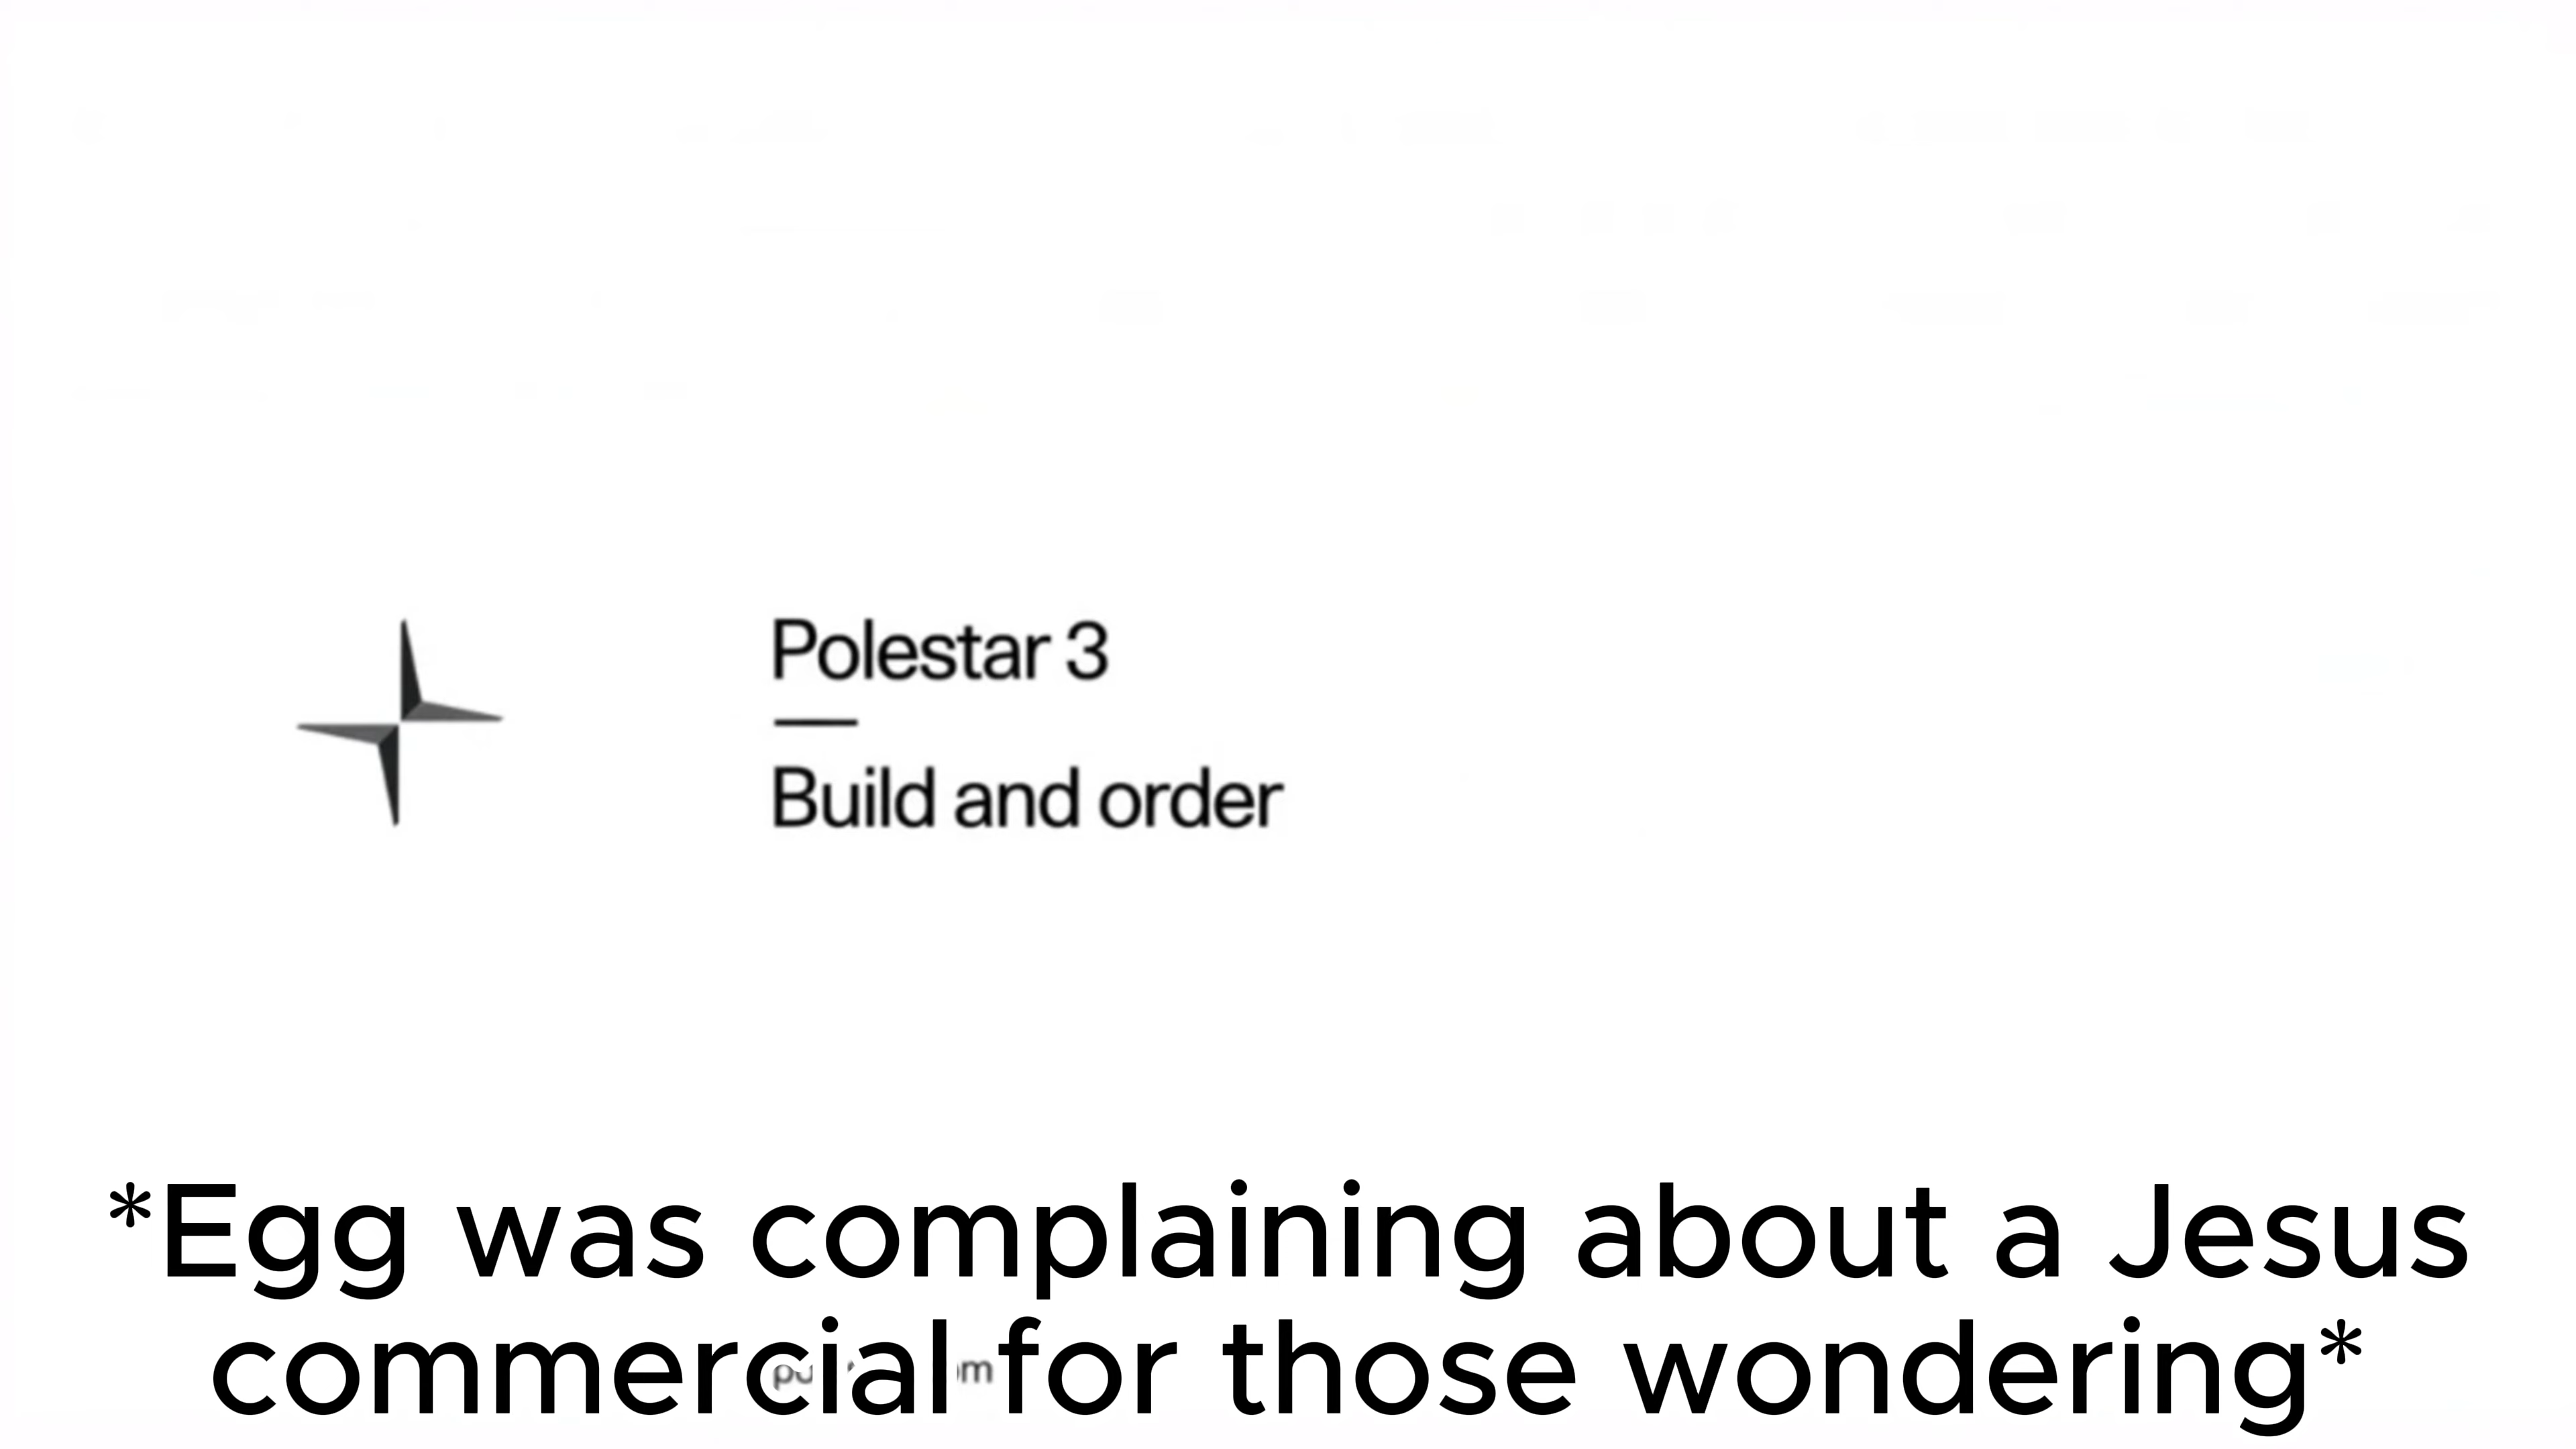 Polestar 3
Build and order
*Egg was complaining about a Jesus
commercial for those wondering*